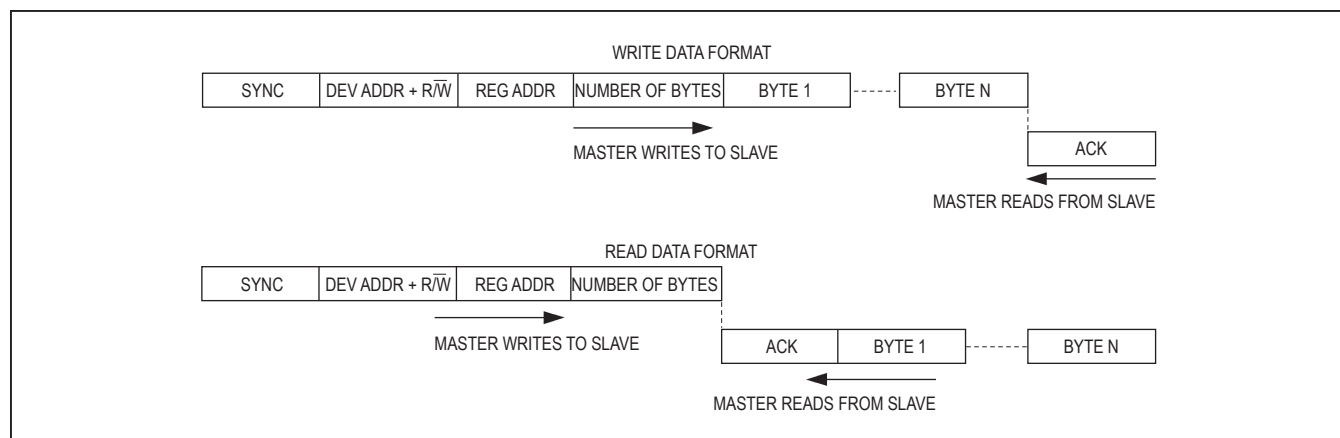 WRITE DATA FORMAT
SYNC DEV ADDR + R/W̅ REG ADDR NUMBER OF BYTES BYTE 1 BYTE N
MASTER WRITES TO SLAVE
ACK
MASTER READS FROM SLAVE
READ DATA FORMAT
SYNC DEV ADDR + R/W̅ REG ADDR NUMBER OF BYTES
MASTER WRITES TO SLAVE
ACK BYTE 1 BYTE N
MASTER READS FROM SLAVE